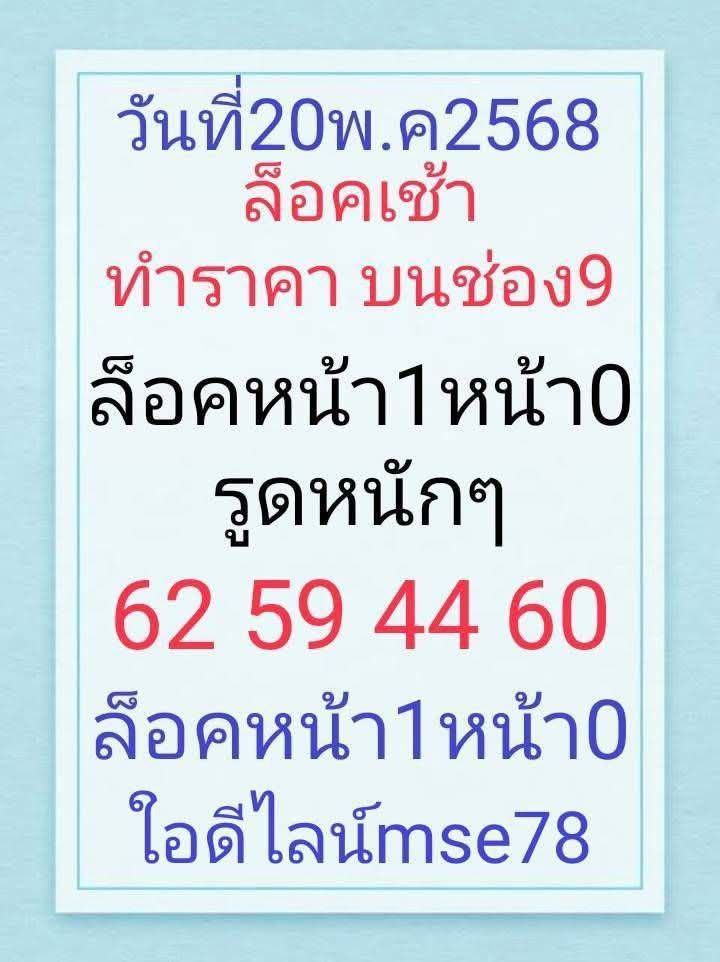 วันที่20พ.ค2568
ล็อคเช้า
ทำราคา บนช่อง9
ล็อคหน้า1หน้า0
รูดหนักๆ
62 59 44 60
ล็อคหน้า1หน้า0
ใอดีไลน์mse78